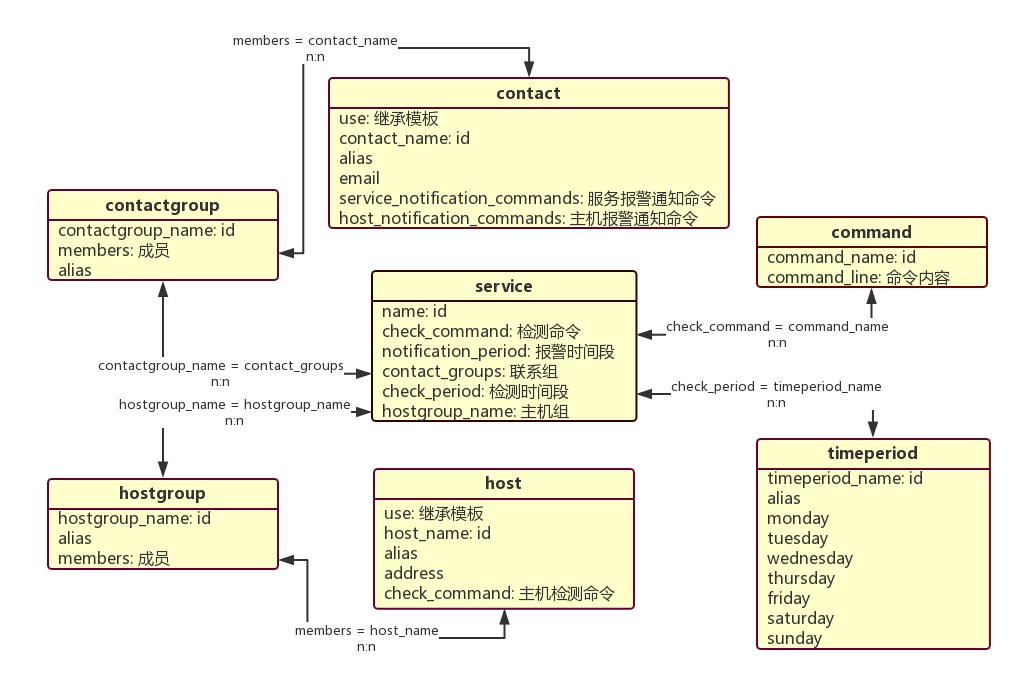 members = contact_name
n:n
contact
use: 继承模板
contact_name: id
alias
email
service_notification_commands: 服务报警通知命令
host_notification_commands: 主机报警通知命令
contactgroup
contactgroup_name: id
members: 成员
alias
command
command_name: id
command_line: 命令内容
service
name: id
check_command: 检测命令
notification_period: 报警时间段
contact_groups: 联系组
check_period: 检测时间段
hostgroup_name: 主机组
check_command = command_name
n:n
contactgroup_name = contact_groups
n:n
check_period = timeperiod_name
n:n
hostgroup_name = hostgroup_name
n:n
hostgroup
hostgroup_name: id
alias
members: 成员
host
use: 继承模板
host_name: id
alias
address
check_command: 主机检测命令
timeperiod
timeperiod_name: id
alias
monday
tuesday
wednesday
thursday
friday
saturday
sunday
members = host_name
n:n